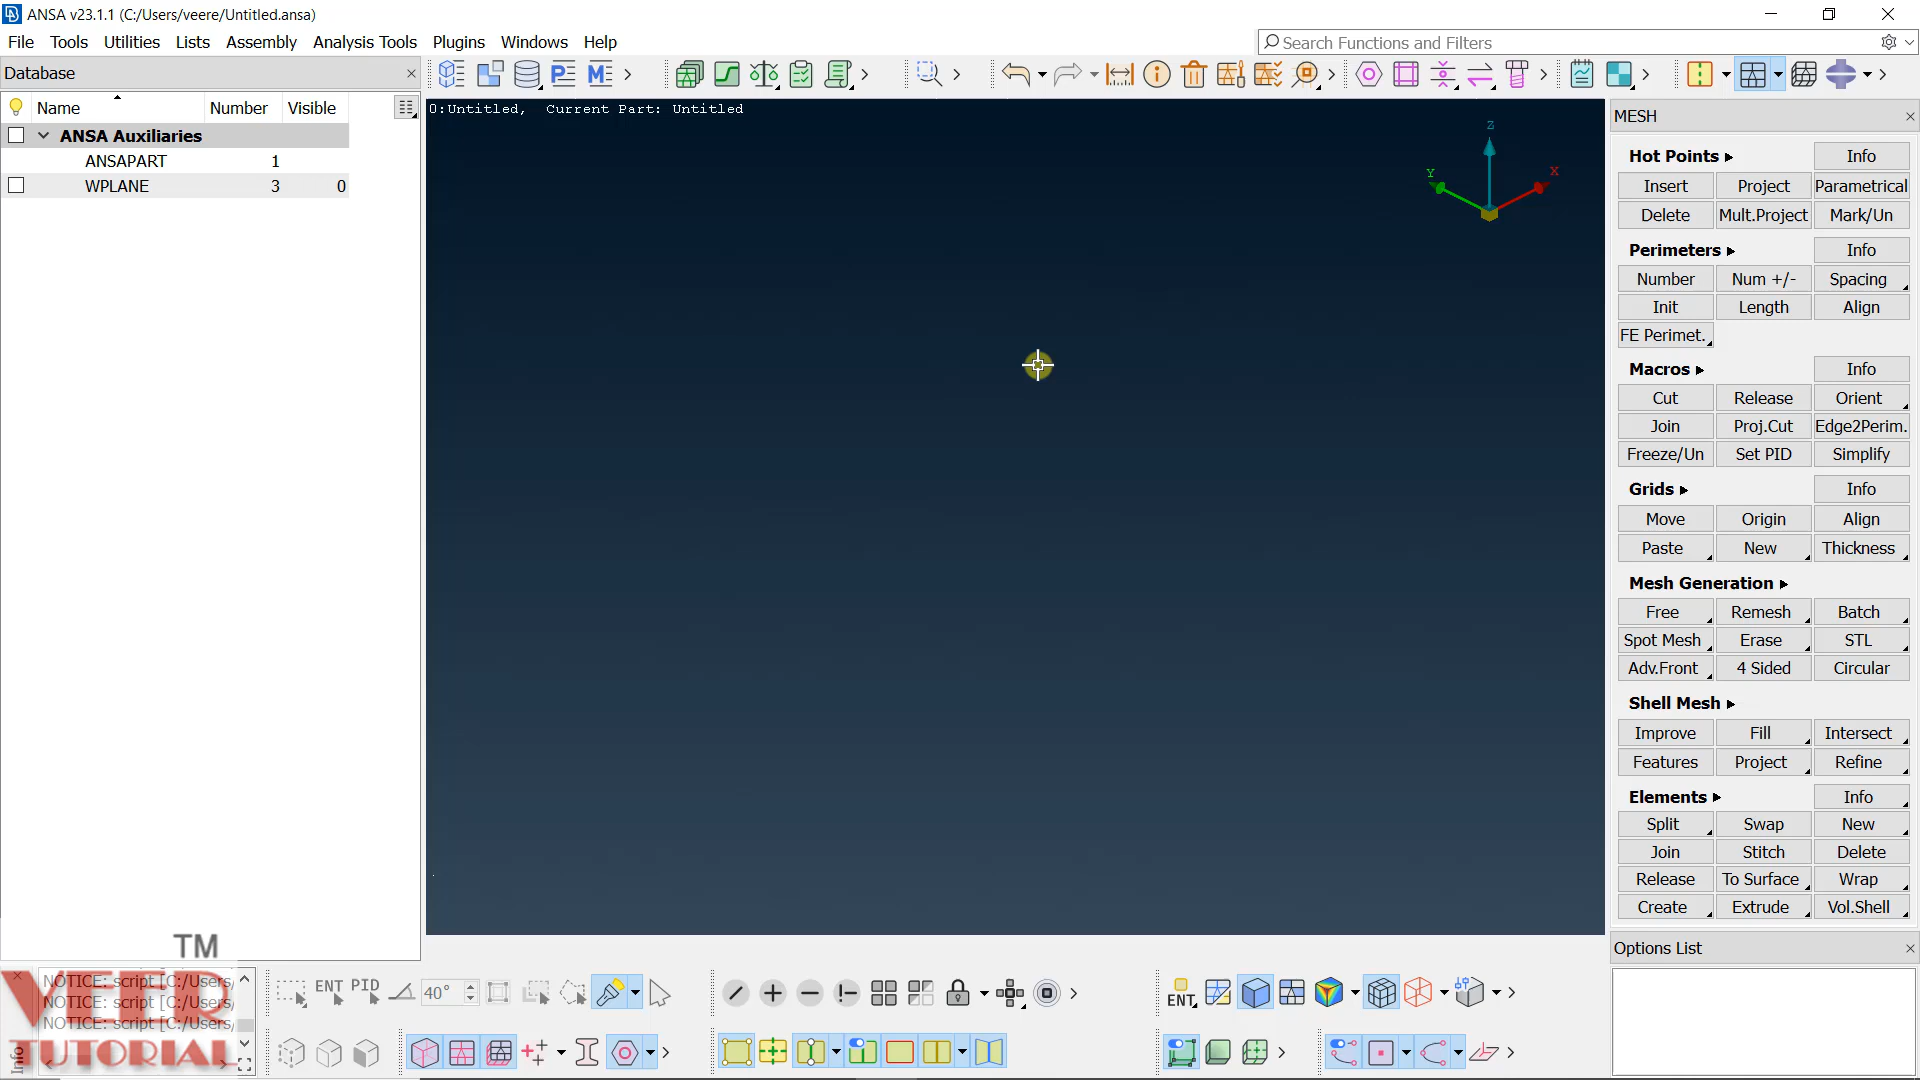 ANSA v23.1.1 (C:/Users/veere/Untitled.ansa)
File Tools Utilities Lists Assembly Analysis Tools Plugins Windows Help
Search Functions and Filters
Database
Name Number Visible
ANSA Auxiliaries
ANSAPART 1
WPLANE 3 0
0:Untitled, Current Part: Untitled
Z
Y
X
MESH
Hot Points Info
Insert Project Parametrical
Delete Mult.Project Mark/Un
Perimeters Info
Number Num +/- Spacing
Init Length Align
FE Perimet.
Macros Info
Cut Release Orient
Join Proj.Cut Edge2Perim.
Freeze/Un Set PID Simplify
Grids Info
Move Origin Align
Paste New Thickness
Mesh Generation
Free Remesh Batch
Spot Mesh Erase STL
Adv.Front 4 Sided Circular
Shell Mesh
Improve Fill Intersect
Features Project Refine
Elements Info
Split Swap New
Join Stitch Delete
Release To Surface Wrap
Create Extrude Vol.Shell
Options List
TM
VEER
TUTORIAL
NOTICE: script [C:/Users/
NOTICE: script [C:/Users/
NOTICE: script [C:/Users/
Info
ENT PID 40°
ENT